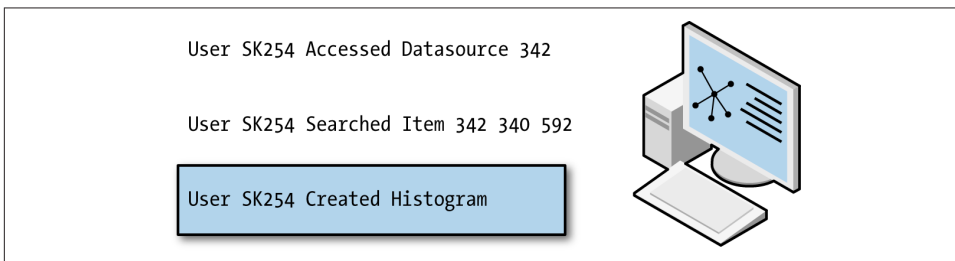 User SK254 Accessed Datasource 342
User SK254 Searched Item 342 340 592
User SK254 Created Histogram